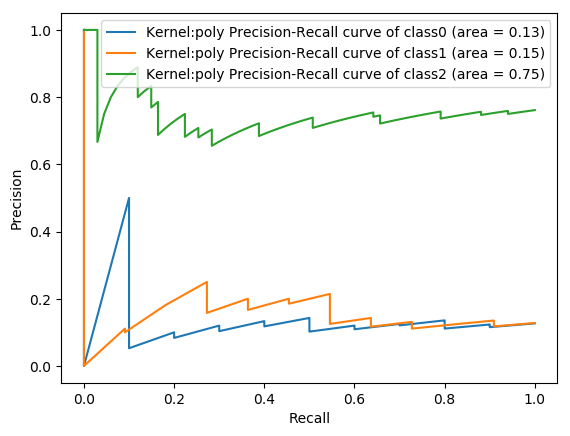 Kernel:poly Precision-Recall curve of class0 (area = 0.13)
Kernel:poly Precision-Recall curve of class1 (area = 0.15)
Kernel:poly Precision-Recall curve of class2 (area = 0.75)
1.0
0.8
0.6
0.4
0.2
0.0
Precision
0.0 0.2 0.4 0.6 0.8 1.0
Recall